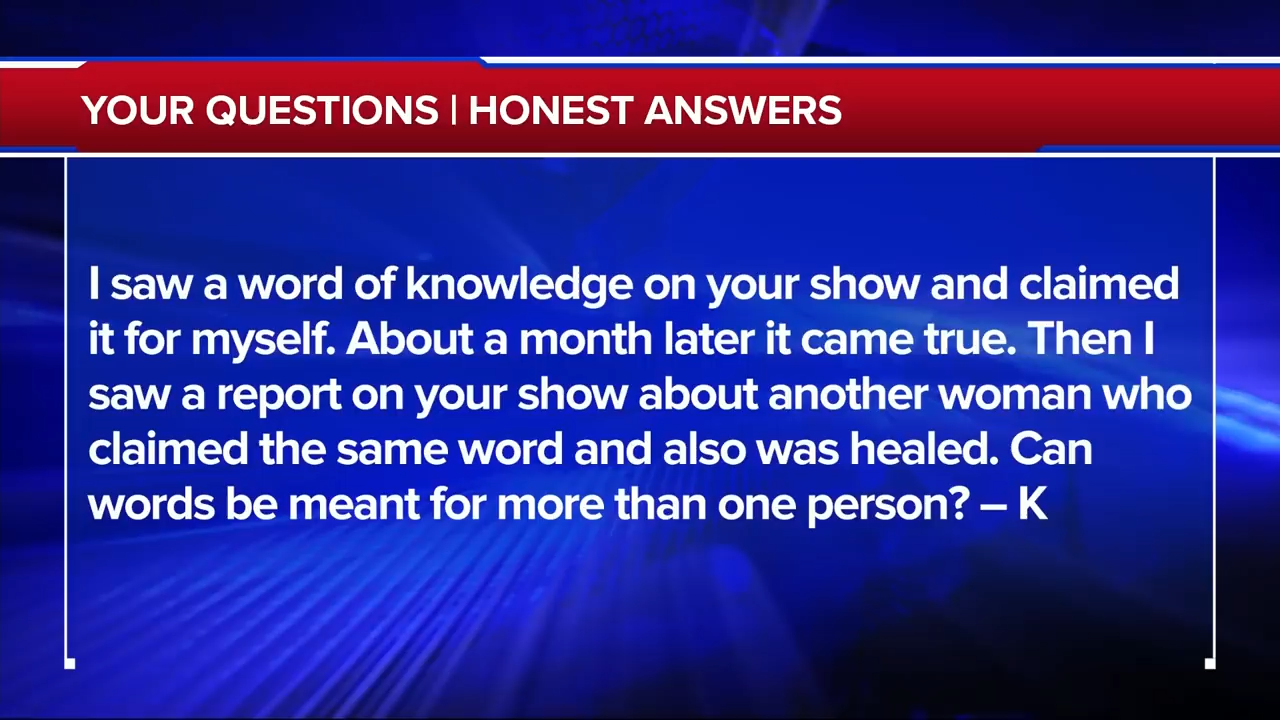 YOUR QUESTIONS | HONEST ANSWERS
I saw a word of knowledge on your show and claimed
it for myself. About a month later it came true. Then I
saw a report on your show about another woman who
claimed the same word and also was healed. Can
words be meant for more than one person? – K